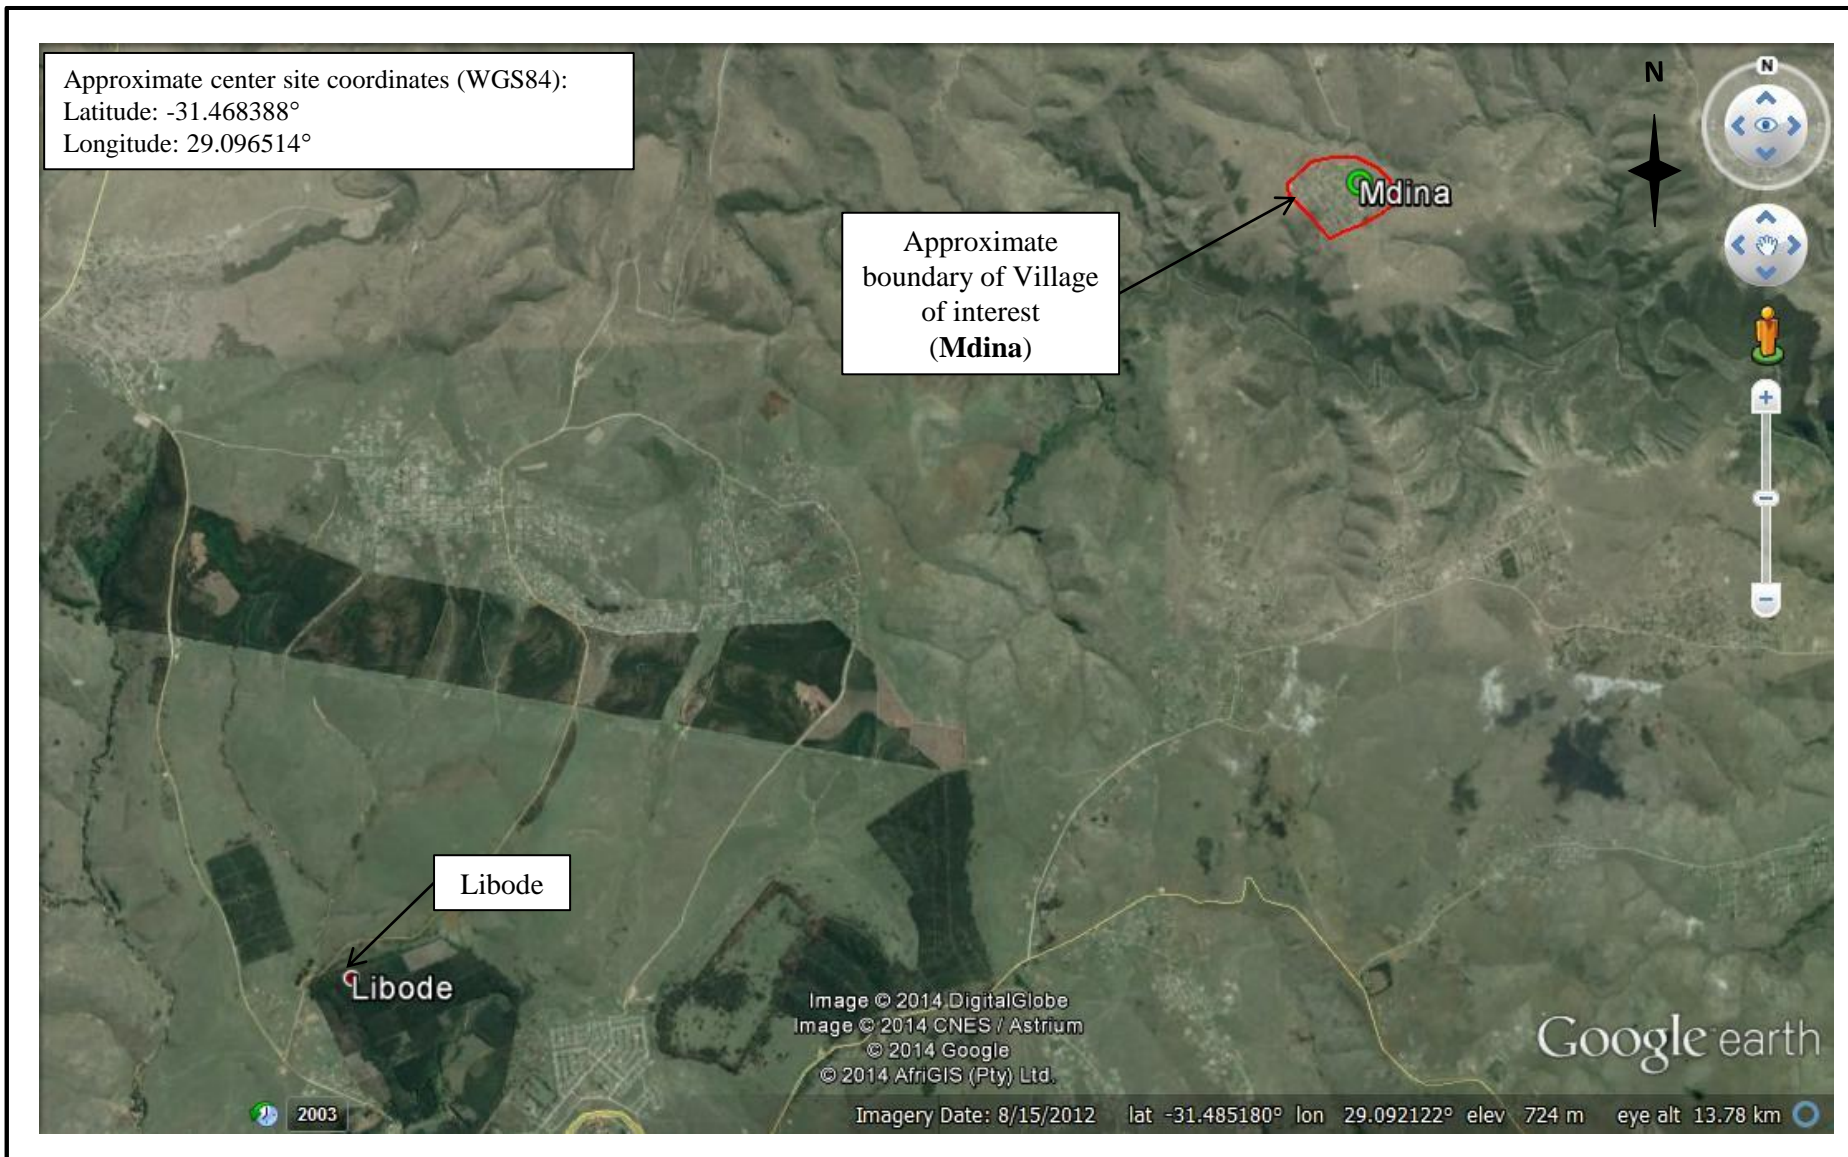 Approximate center site coordinates (WGS84):
Latitude: -31.468388°
Longitude: 29.096514°
N
N
Mdina
Approximate
boundary of Village
of interest
(Mdina)
Libode
Libode
Image © 2014 DigitalGlobe
Image © 2014 CNES / Astrium
© 2014 Google
© 2014 AfriGIS (Pty) Ltd.
Google earth
2003
Imagery Date: 8/15/2012 lat -31.485180° lon 29.092122° elev 724 m eye alt 13.78 km